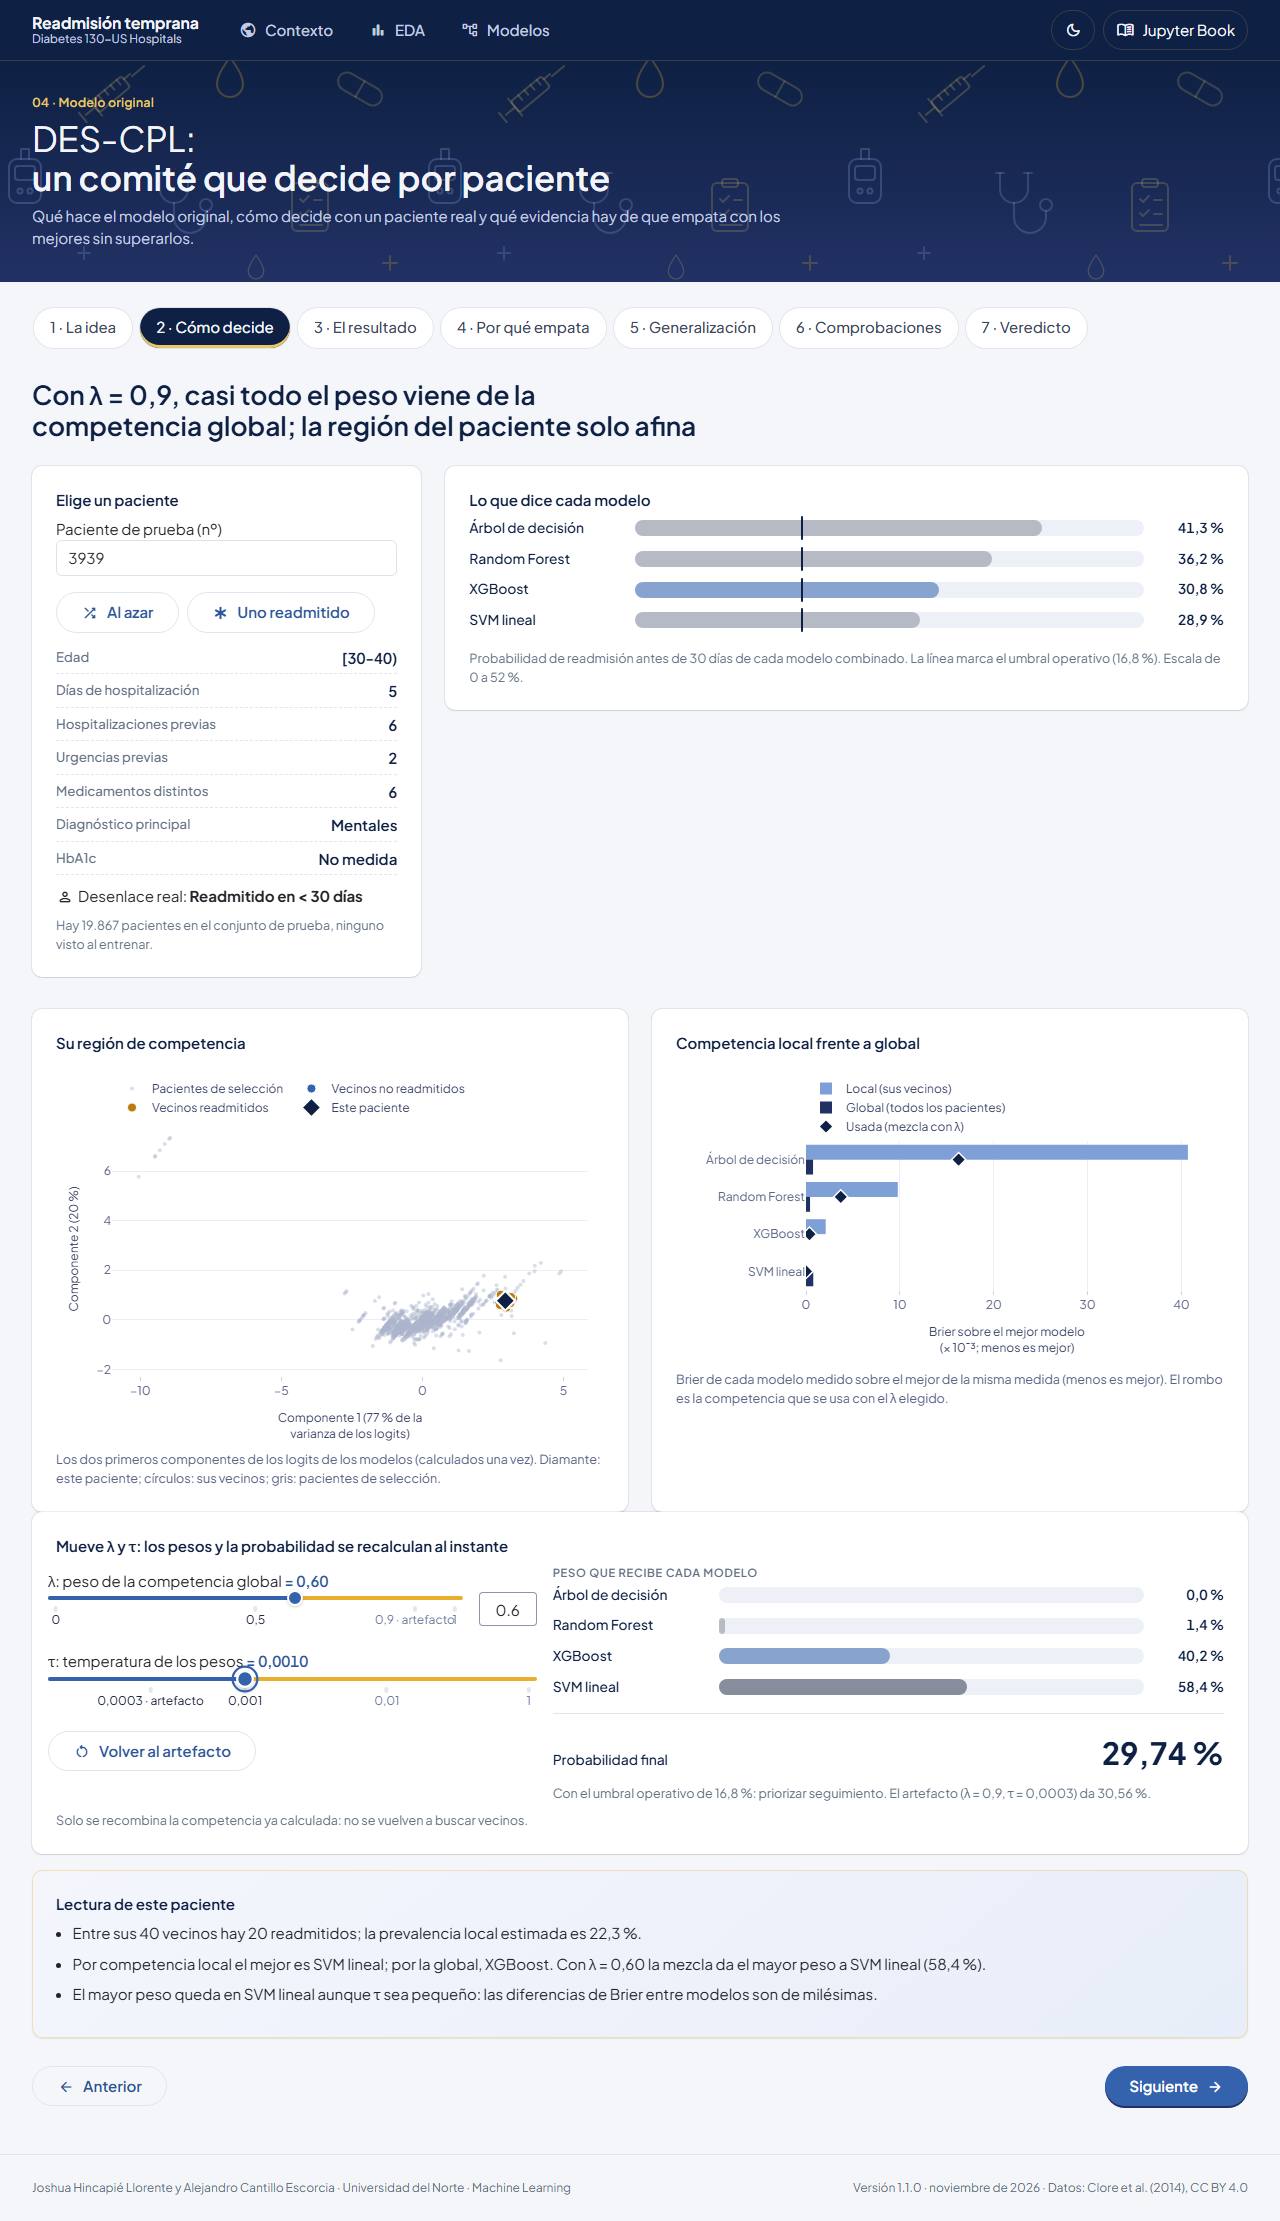 Readmisión temprana
Diabetes 130-US Hospitals
Contexto
EDA
Modelos
Jupyter Book
04 · Modelo original
DES-CPL:
un comité que decide por paciente
Qué hace el modelo original, cómo decide con un paciente real y qué evidencia hay de que empata con los
mejores sin superarlos.
1 · La idea
2 · Cómo decide
3 · El resultado
4 · Por qué empata
5 · Generalización
6 · Comprobaciones
7 · Veredicto
Con λ = 0,9, casi todo el peso viene de la
competencia global; la región del paciente solo afina
Elige un paciente
Paciente de prueba (nº)
3939
Al azar
Uno readmitido
Edad [30-40)
Días de hospitalización 5
Hospitalizaciones previas 6
Urgencias previas 2
Medicamentos distintos 6
Diagnóstico principal Mentales
HbA1c No medida
Desenlace real: Readmitido en < 30 días
Hay 19.867 pacientes en el conjunto de prueba, ninguno
visto al entrenar.
Lo que dice cada modelo
Árbol de decisión 41,3 %
Random Forest 36,2 %
XGBoost 30,8 %
SVM lineal 28,9 %
Probabilidad de readmisión antes de 30 días de cada modelo combinado. La línea marca el umbral operativo (16,8 %). Escala de
0 a 52 %.
Su región de competencia
Pacientes de selección
Vecinos no readmitidos
Vecinos readmitidos
Este paciente
6
4
2
0
−2
−10
−5
0
5
Componente 2 (20 %)
Componente 1 (77 % de la
varianza de los logits)
Los dos primeros componentes de los logits de los modelos (calculados una vez). Diamante:
este paciente; círculos: sus vecinos; gris: pacientes de selección.
Competencia local frente a global
Local (sus vecinos)
Global (todos los pacientes)
Usada (mezcla con λ)
Árbol de decisión
Random Forest
XGBoost
SVM lineal
0
10
20
30
40
Brier sobre el mejor modelo
(× 10⁻³; menos es mejor)
Brier de cada modelo medido sobre el mejor de la misma medida (menos es mejor). El rombo
es la competencia que se usa con el λ elegido.
Mueve λ y τ: los pesos y la probabilidad se recalculan al instante
λ: peso de la competencia global = 0,60
0
0,5
0,9 · artefacto
1
0.6
τ: temperatura de los pesos = 0,0010
0,0003 · artefacto
0,001
0,01
1
Volver al artefacto
Solo se recombina la competencia ya calculada: no se vuelven a buscar vecinos.
PESO QUE RECIBE CADA MODELO
Árbol de decisión 0,0 %
Random Forest 1,4 %
XGBoost 40,2 %
SVM lineal 58,4 %
Probabilidad final 29,74 %
Con el umbral operativo de 16,8 %: priorizar seguimiento. El artefacto (λ = 0,9, τ = 0,0003) da 30,56 %.
Lectura de este paciente
• Entre sus 40 vecinos hay 20 readmitidos; la prevalencia local estimada es 22,3 %.
• Por competencia local el mejor es SVM lineal; por la global, XGBoost. Con λ = 0,60 la mezcla da el mayor peso a SVM lineal (58,4 %).
• El mayor peso queda en SVM lineal aunque τ sea pequeño: las diferencias de Brier entre modelos son de milésimas.
Anterior
Siguiente
Joshua Hincapié Llorente y Alejandro Cantillo Escorcia · Universidad del Norte · Machine Learning
Versión 1.1.0 · noviembre de 2026 · Datos: Clore et al. (2014), CC BY 4.0